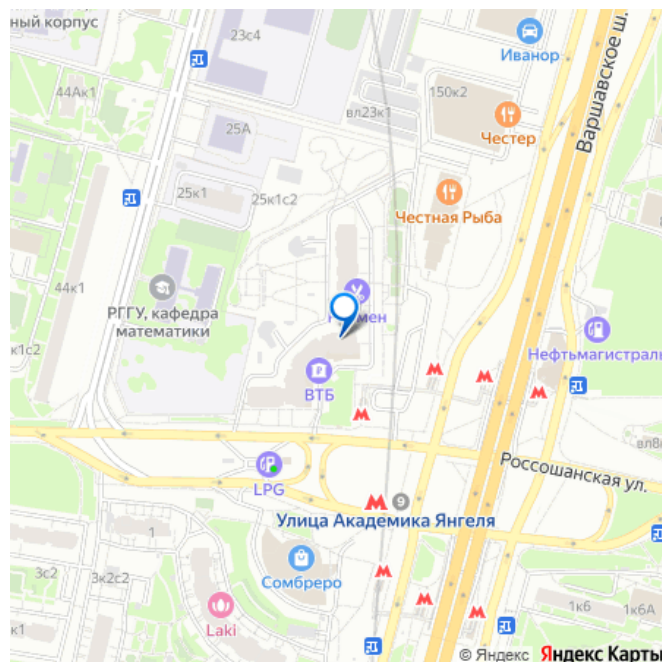 ный корпус
23с4
Иванор
44Ак1
150к2
вл23к1
Варшавское ш.
25А
Честер
25к1
25к1с2
Честная Рыба
44к1
РГГУ, кафедра
математики
мен
к1с2
Нефтьмагистраль
ВТБ
Россошанская ул.
LPG
9
Улица Академика Янгеля
1
Сомбреро
3с2
3к2с2
Laki
1к6
1к6А
к1
© Яндекс Яндекс Карты